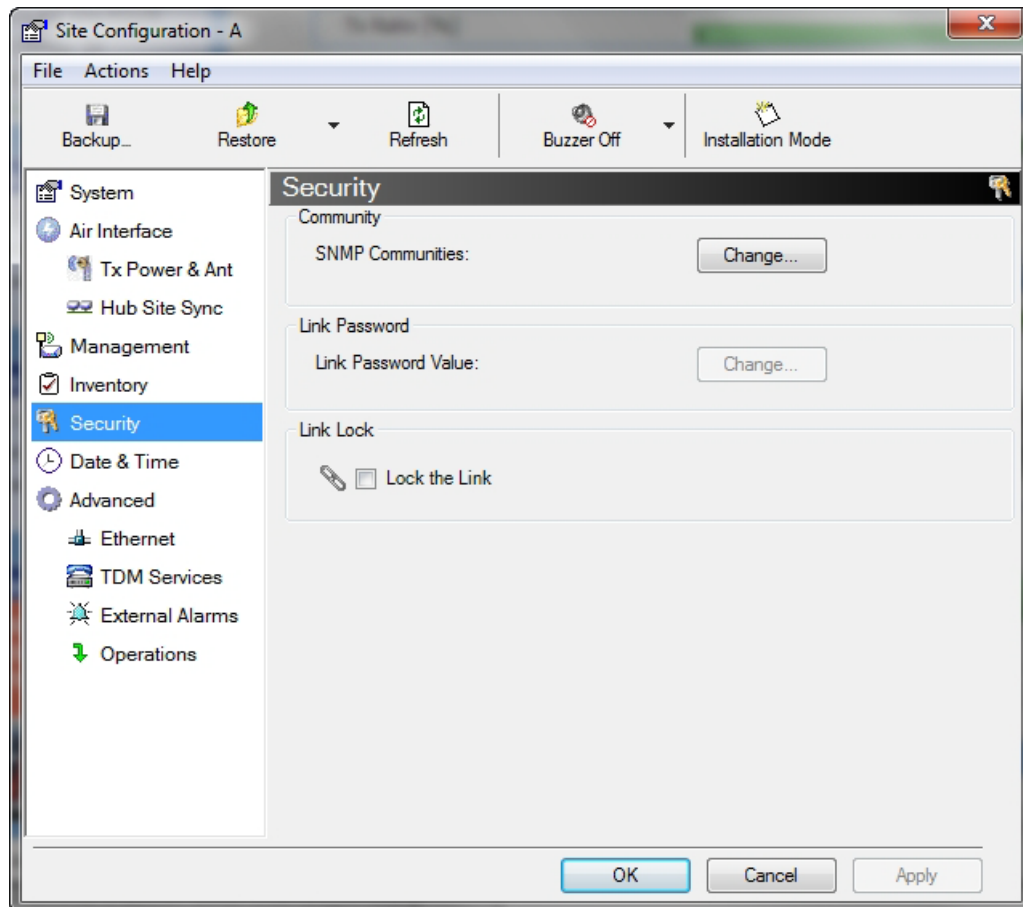 Site Configuration - A
File Actions Help
Backup... Restore Refresh Buzzer Off Installation Mode
System
Air Interface
Tx Power & Ant
Hub Site Sync
Management
Inventory
Security
Date & Time
Advanced
Ethernet
TDM Services
External Alarms
Operations
Security
Community
SNMP Communities: Change...
Link Password
Link Password Value: Change...
Link Lock
Lock the Link
OK Cancel Apply